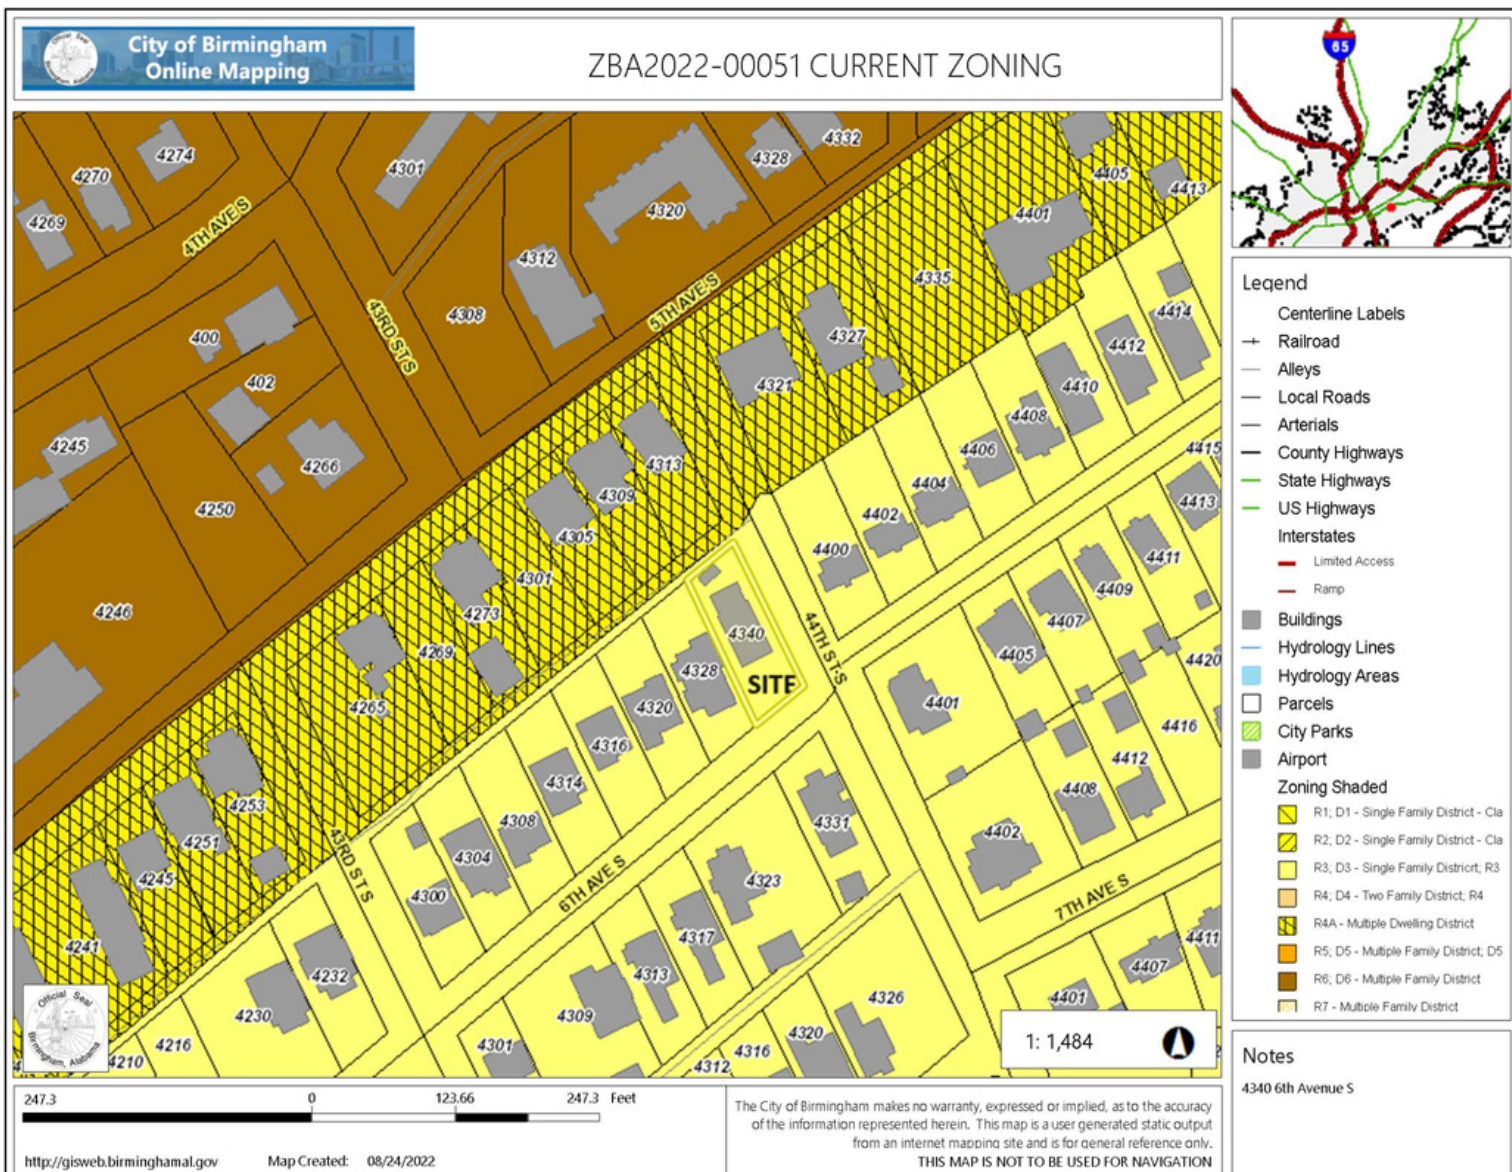 City of Birmingham
Online Mapping
ZBA2022-00051 CURRENT ZONING
65
4274
4270
4269
4301
4328
4332
4320
4405
4413
4401
4TH AVE S
4312
4335
43RD ST S
4308
5TH AVE S
4327
4414
400
4412
402
4321
4410
4245
4266
4313
4408
4406
4415
4309
4404
4413
4250
4305
4402
4400
4411
4301
4409
4246
4273
4340
44TH ST S
4407
4269
4328
4405
4420
SITE
4265
4320
4401
4316
4416
4314
4412
4253
4308
4408
4251
4331
4402
4304
4245
43RD ST S
4323
4300
6TH AVE S
7TH AVE S
4241
4317
4411
4232
4313
4407
4230
4309
4326
4401
4216
4301
4320
4210
4316
4312
Official Seal
Birmingham, Alabama
1: 1,484
Legend
Centerline Labels
Railroad
Alleys
Local Roads
Arterials
County Highways
State Highways
US Highways
Interstates
Limited Access
Ramp
Buildings
Hydrology Lines
Hydrology Areas
Parcels
City Parks
Airport
Zoning Shaded
R1; D1 - Single Family District - Cla
R2; D2 - Single Family District - Cla
R3; D3 - Single Family Districrt; R3
R4; D4 - Two Family District; R4
R4A - Multiple Dwelling District
R5; D5 - Multiple Family District; D5
R6; D6 - Multiple Family District
R7 - Multiple Family District
Notes
4340 6th Avenue S
247.3 0 123.66 247.3 Feet
http://gisweb.birminghamal.gov Map Created: 08/24/2022
The City of Birmingham makes no warranty, expressed or implied, as to the accuracy
of the information represented herein. This map is a user generated static output
from an internet mapping site and is for general reference only.
THIS MAP IS NOT TO BE USED FOR NAVIGATION